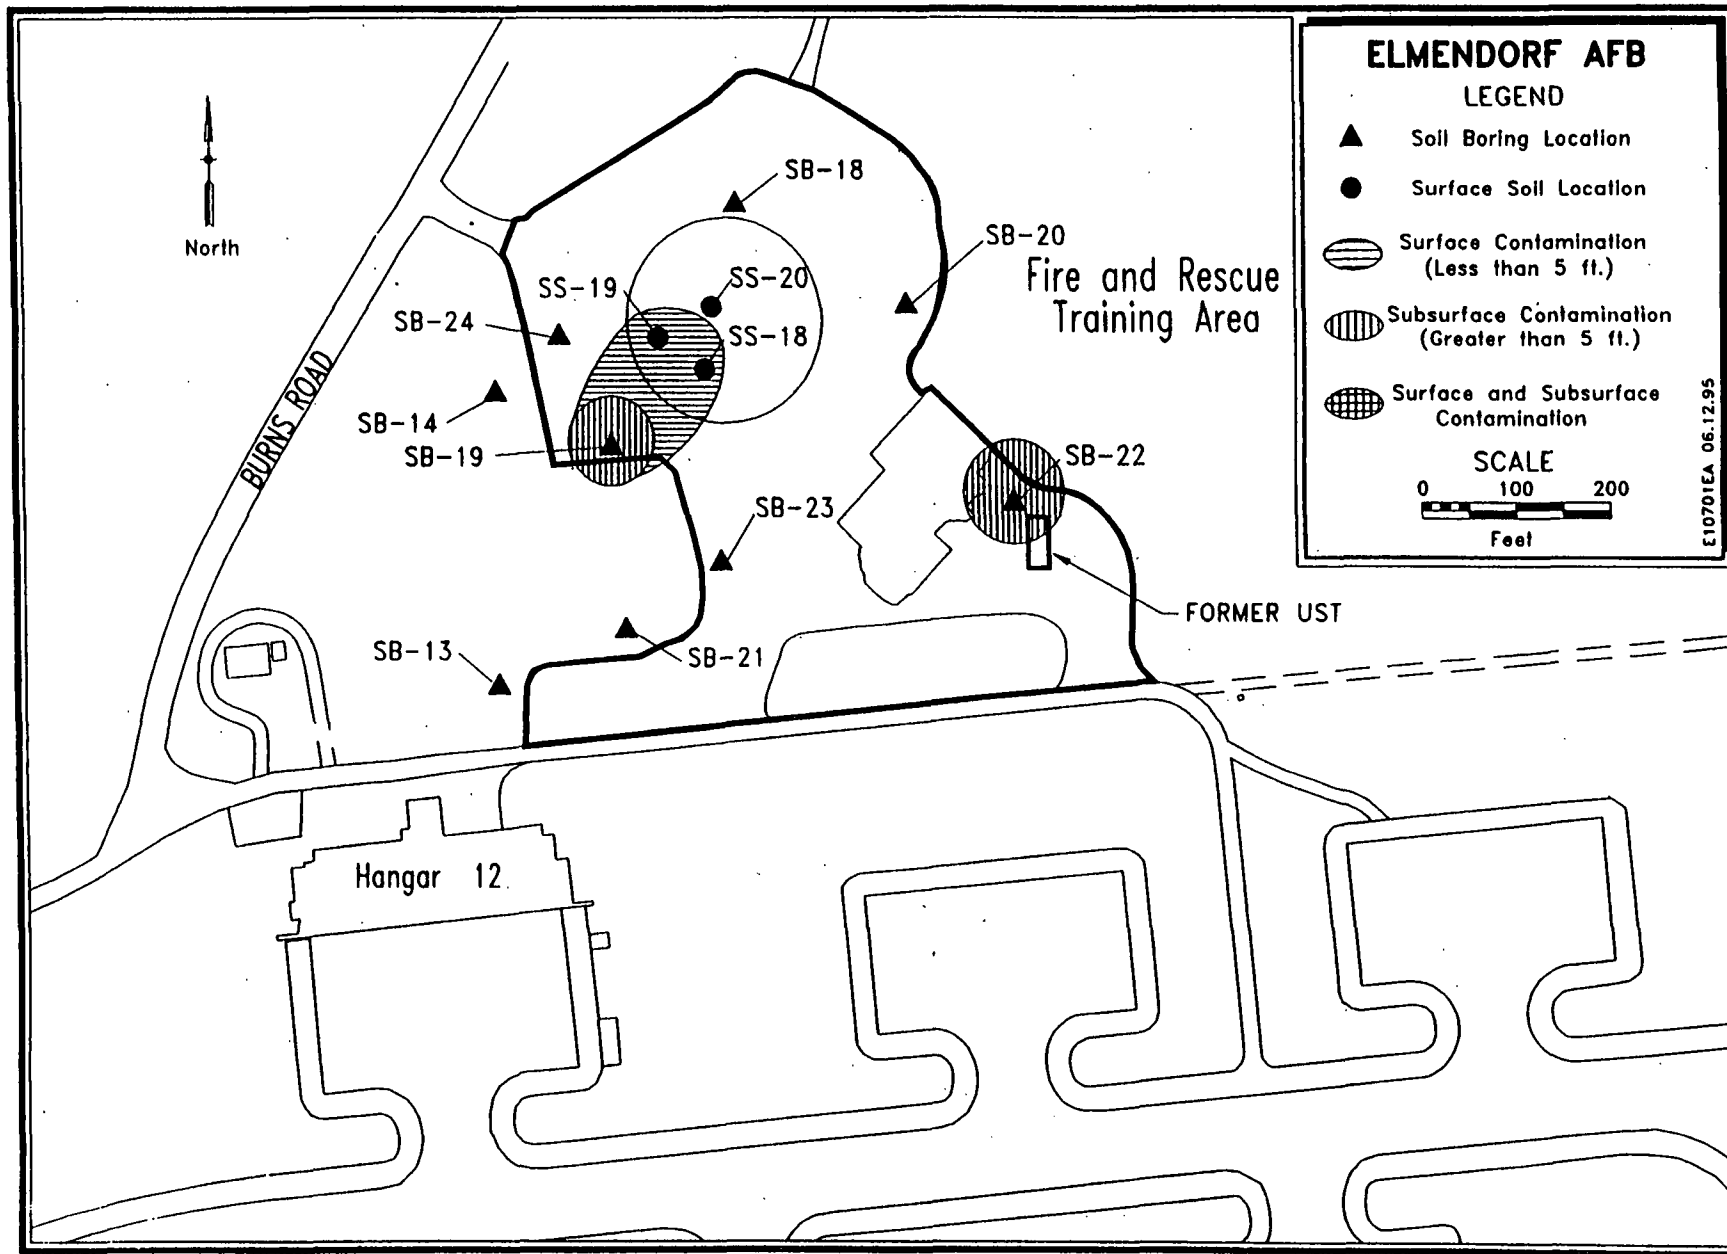 ELMENDORF AFB
LEGEND
Soil Boring Location
Surface Soil Location
Surface Contamination
(Less than 5 ft.)
Subsurface Contamination
(Greater than 5 ft.)
Surface and Subsurface
Contamination
SCALE
0 100 200
Feet
E10701EA 06.12.95
North
SB-18
SB-20
Fire and Rescue
Training Area
SS-19
SS-20
SB-24
SS-18
BURNS ROAD
SB-14
SB-19
SB-22
SB-23
FORMER UST
SB-13
SB-21
Hangar 12